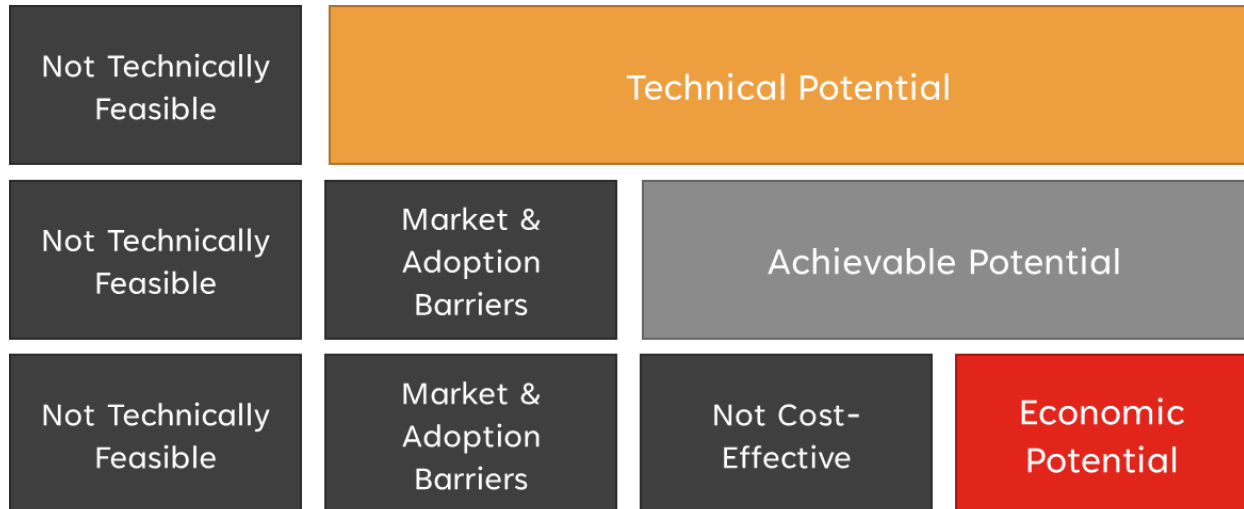 Not Technically
Feasible
Technical Potential
Not Technically
Feasible
Market &
Adoption
Barriers
Achievable Potential
Not Technically
Feasible
Market &
Adoption
Barriers
Not Cost-
Effective
Economic
Potential